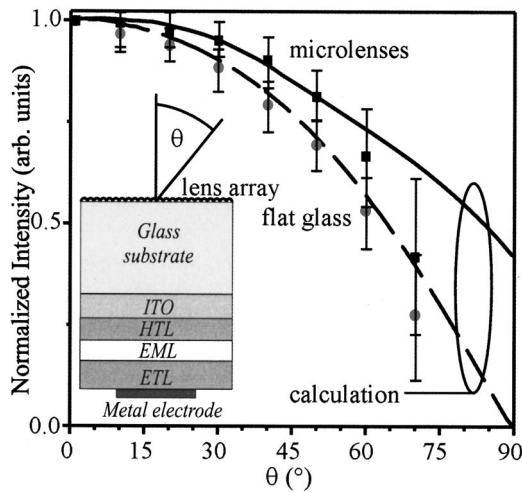 Normalized Intensity (arb. units)
1.0
0.5
0.0
microlenses
θ
lens array
flat glass
Glass
substrate
ITO
HTL
EML
ETL
Metal electrode
calculation
0 15 30 45 60 75 90
θ (°)